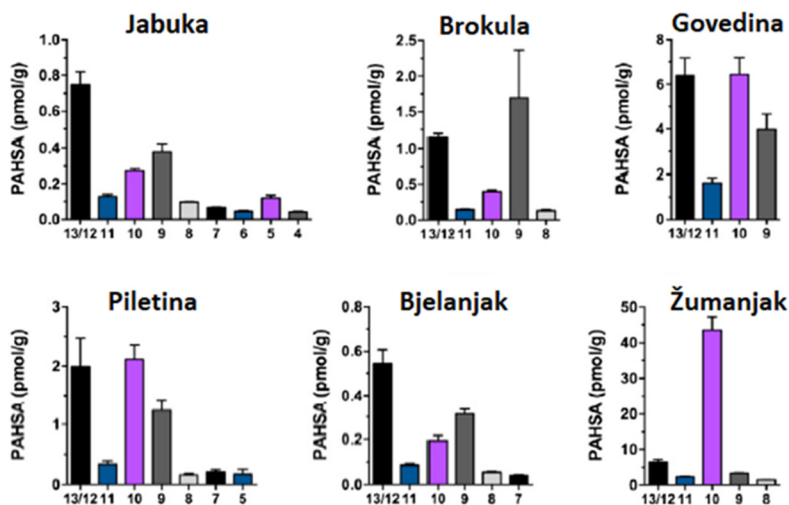 Jabuka
PAHSA (pmol/g)
1.0
0.8
0.6
0.4
0.2
0.0
13/12 11 10 9 8 7 6 5 4
Brokula
PAHSA (pmol/g)
2.5
2.0
1.5
1.0
0.5
0.0
13/12 11 10 9 8
Govedina
PAHSA (pmol/g)
8
6
4
2
0
13/12 11 10 9
Piletina
PAHSA (pmol/g)
3
2
1
0
13/12 11 10 9 8 7 5
Bjelanjak
PAHSA (pmol/g)
0.8
0.6
0.4
0.2
0.0
13/12 11 10 9 8 7
Žumanjak
PAHSA (pmol/g)
50
40
30
20
10
0
13/12 11 10 9 8